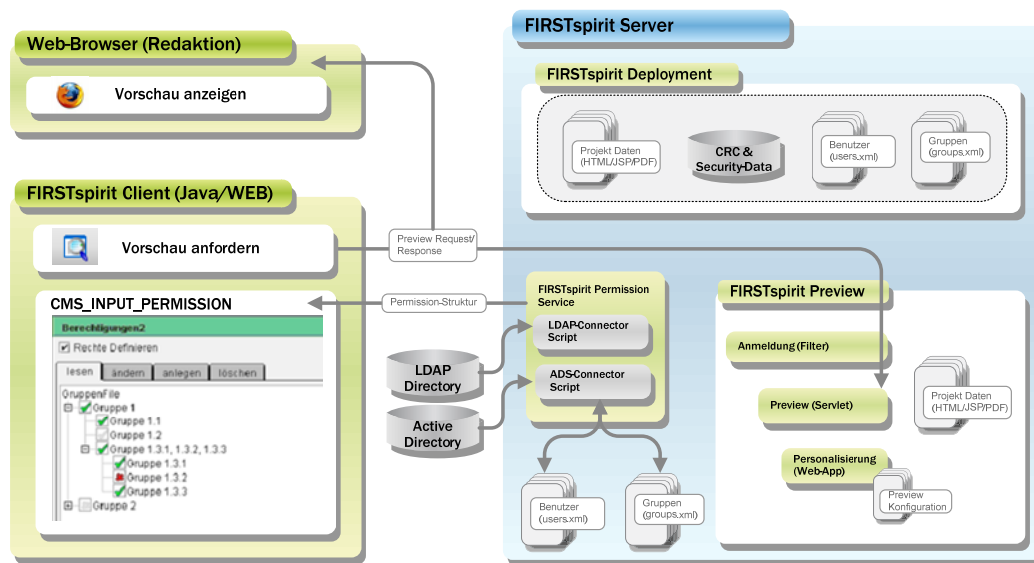 Web-Browser (Redaktion)
Vorschau anzeigen
FIRSTspirit Client (Java/WEB)
Vorschau anfordern
CMS_INPUT_PERMISSION
Berechtigungen2
Rechte Definieren
lesen
ändern
anlegen
löschen
GruppenFile
Gruppe 1
Gruppe 1.1
Gruppe 1.2
Gruppe 1.3.1, 1.3.2, 1.3.3
Gruppe 1.3.1
Gruppe 1.3.2
Gruppe 1.3.3
Gruppe 2
Preview Request/
Response
Permission-Struktur
LDAP
Directory
Active
Directory
FIRSTspirit Server
FIRSTspirit Deployment
Projekt Daten
(HTML/JSP/PDF)
CRC &
Security-Data
Benutzer
(users.xml)
Gruppen
(groups.xml)
FIRSTspirit Permission
Service
LDAP-Connector
Script
ADS-Connector
Script
Benutzer
(users.xml)
Gruppen
(groups.xml)
FIRSTspirit Preview
Anmeldung (Filter)
Preview (Servlet)
Projekt Daten
(HTML/JSP/PDF)
Personalisierung
(Web-App)
Preview
Konfiguration